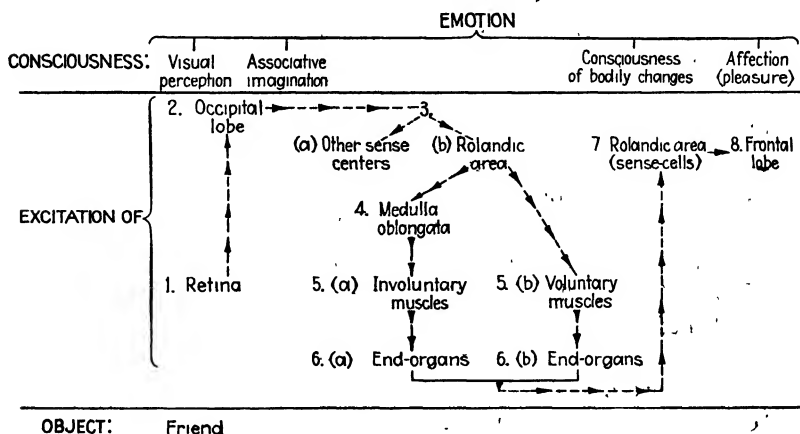 EMOTION
CONSCIOUSNESS: Visual perception Associative imagination Consciousness of bodily changes Affection (pleasure)
2. Occipital lobe 3.
(a) Other sense centers (b) Rolandic area 7 Rolandic area (sense-cells) 8. Frontal lobe
4. Medulla oblongata
EXCITATION OF
1. Retina 5. (a) Involuntary muscles 5. (b) Voluntary muscles
6. (a) End-organs 6. (b) End-organs
OBJECT: Friend